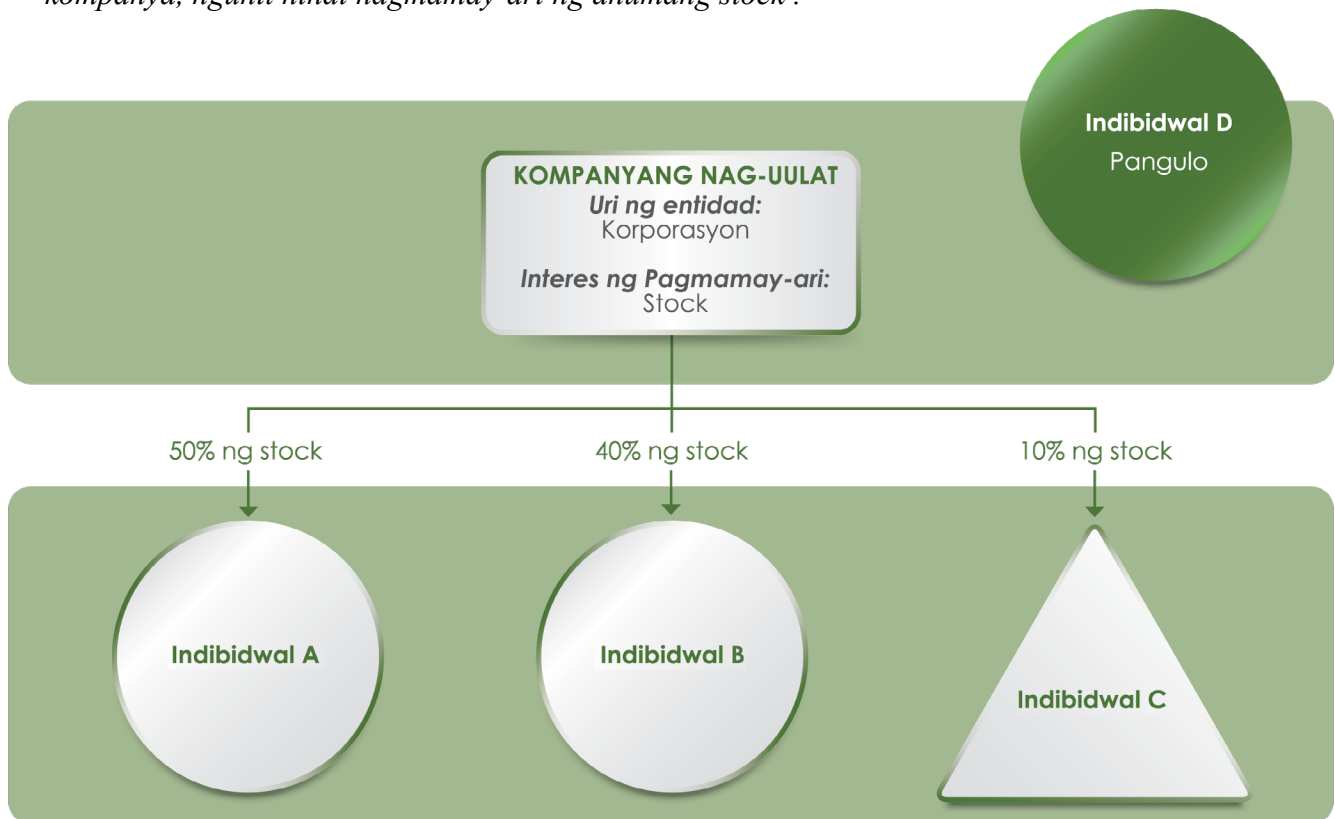 kompanya, ngunit hindi nagmamay-ari ng anumang stock .
Indibidwal D
Pangulo
KOMPANYANG NAG-UULAT
Uri ng entidad:
Korporasyon
Interes ng Pagmamay-ari:
Stock
50% ng stock
40% ng stock
10% ng stock
Indibidwal A
Indibidwal B
Indibidwal C